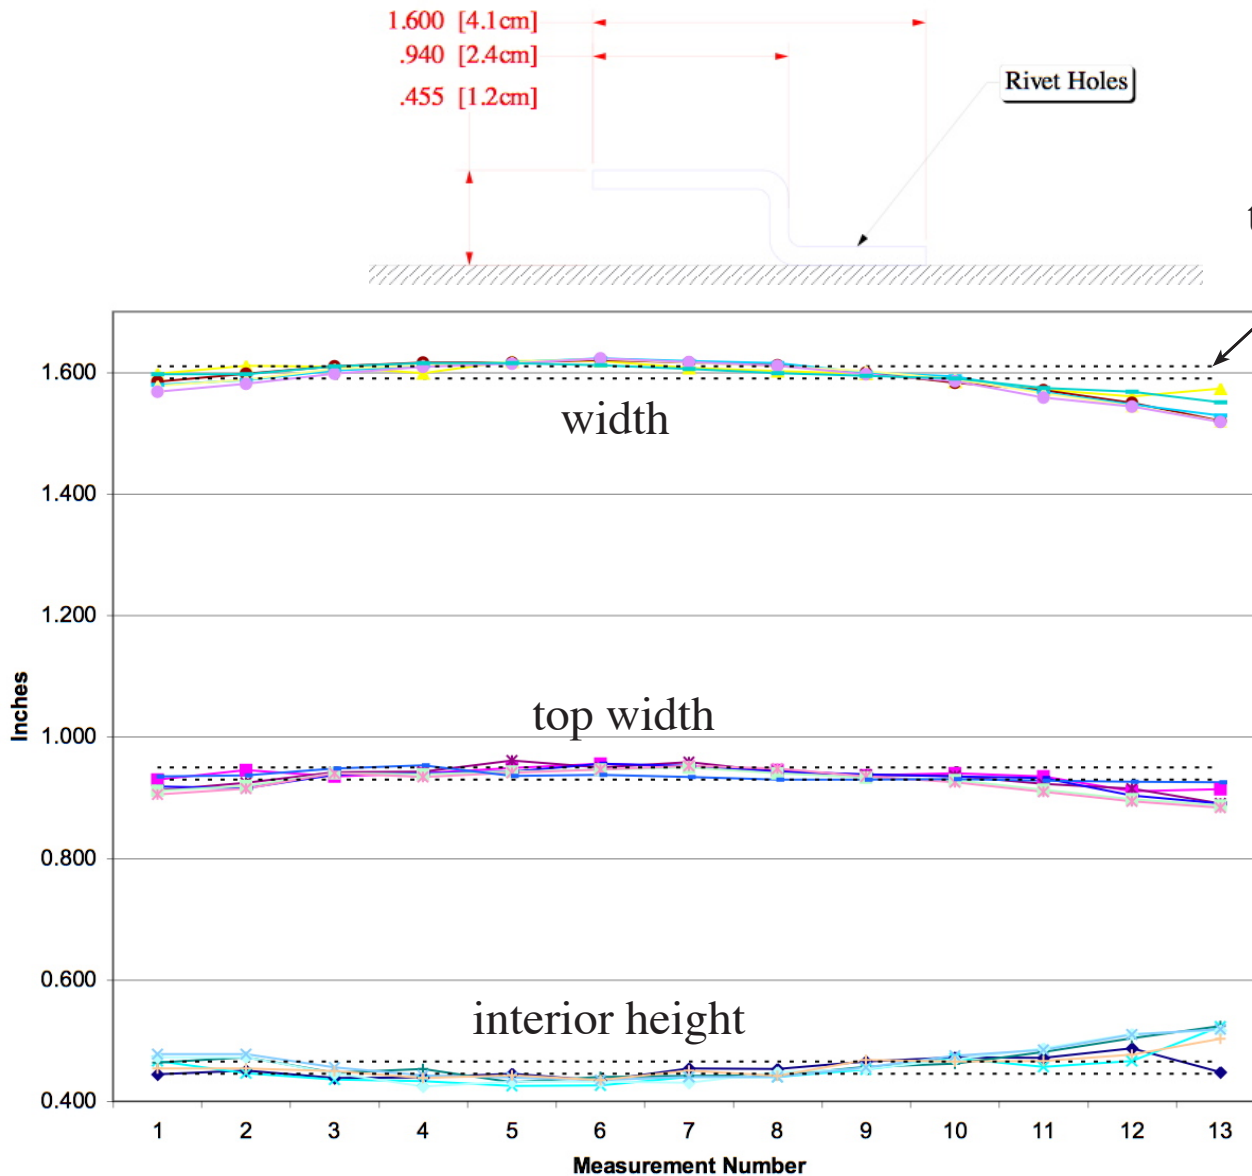 1.600 [4.1cm]
.940 [2.4cm]
.455 [1.2cm]
Rivet Holes
t
1.600
width
1.400
1.200
top width
1.000
Inches
0.800
0.600
interior height
0.400
1 2 3 4 5 6 7 8 9 10 11 12 13
Measurement Number